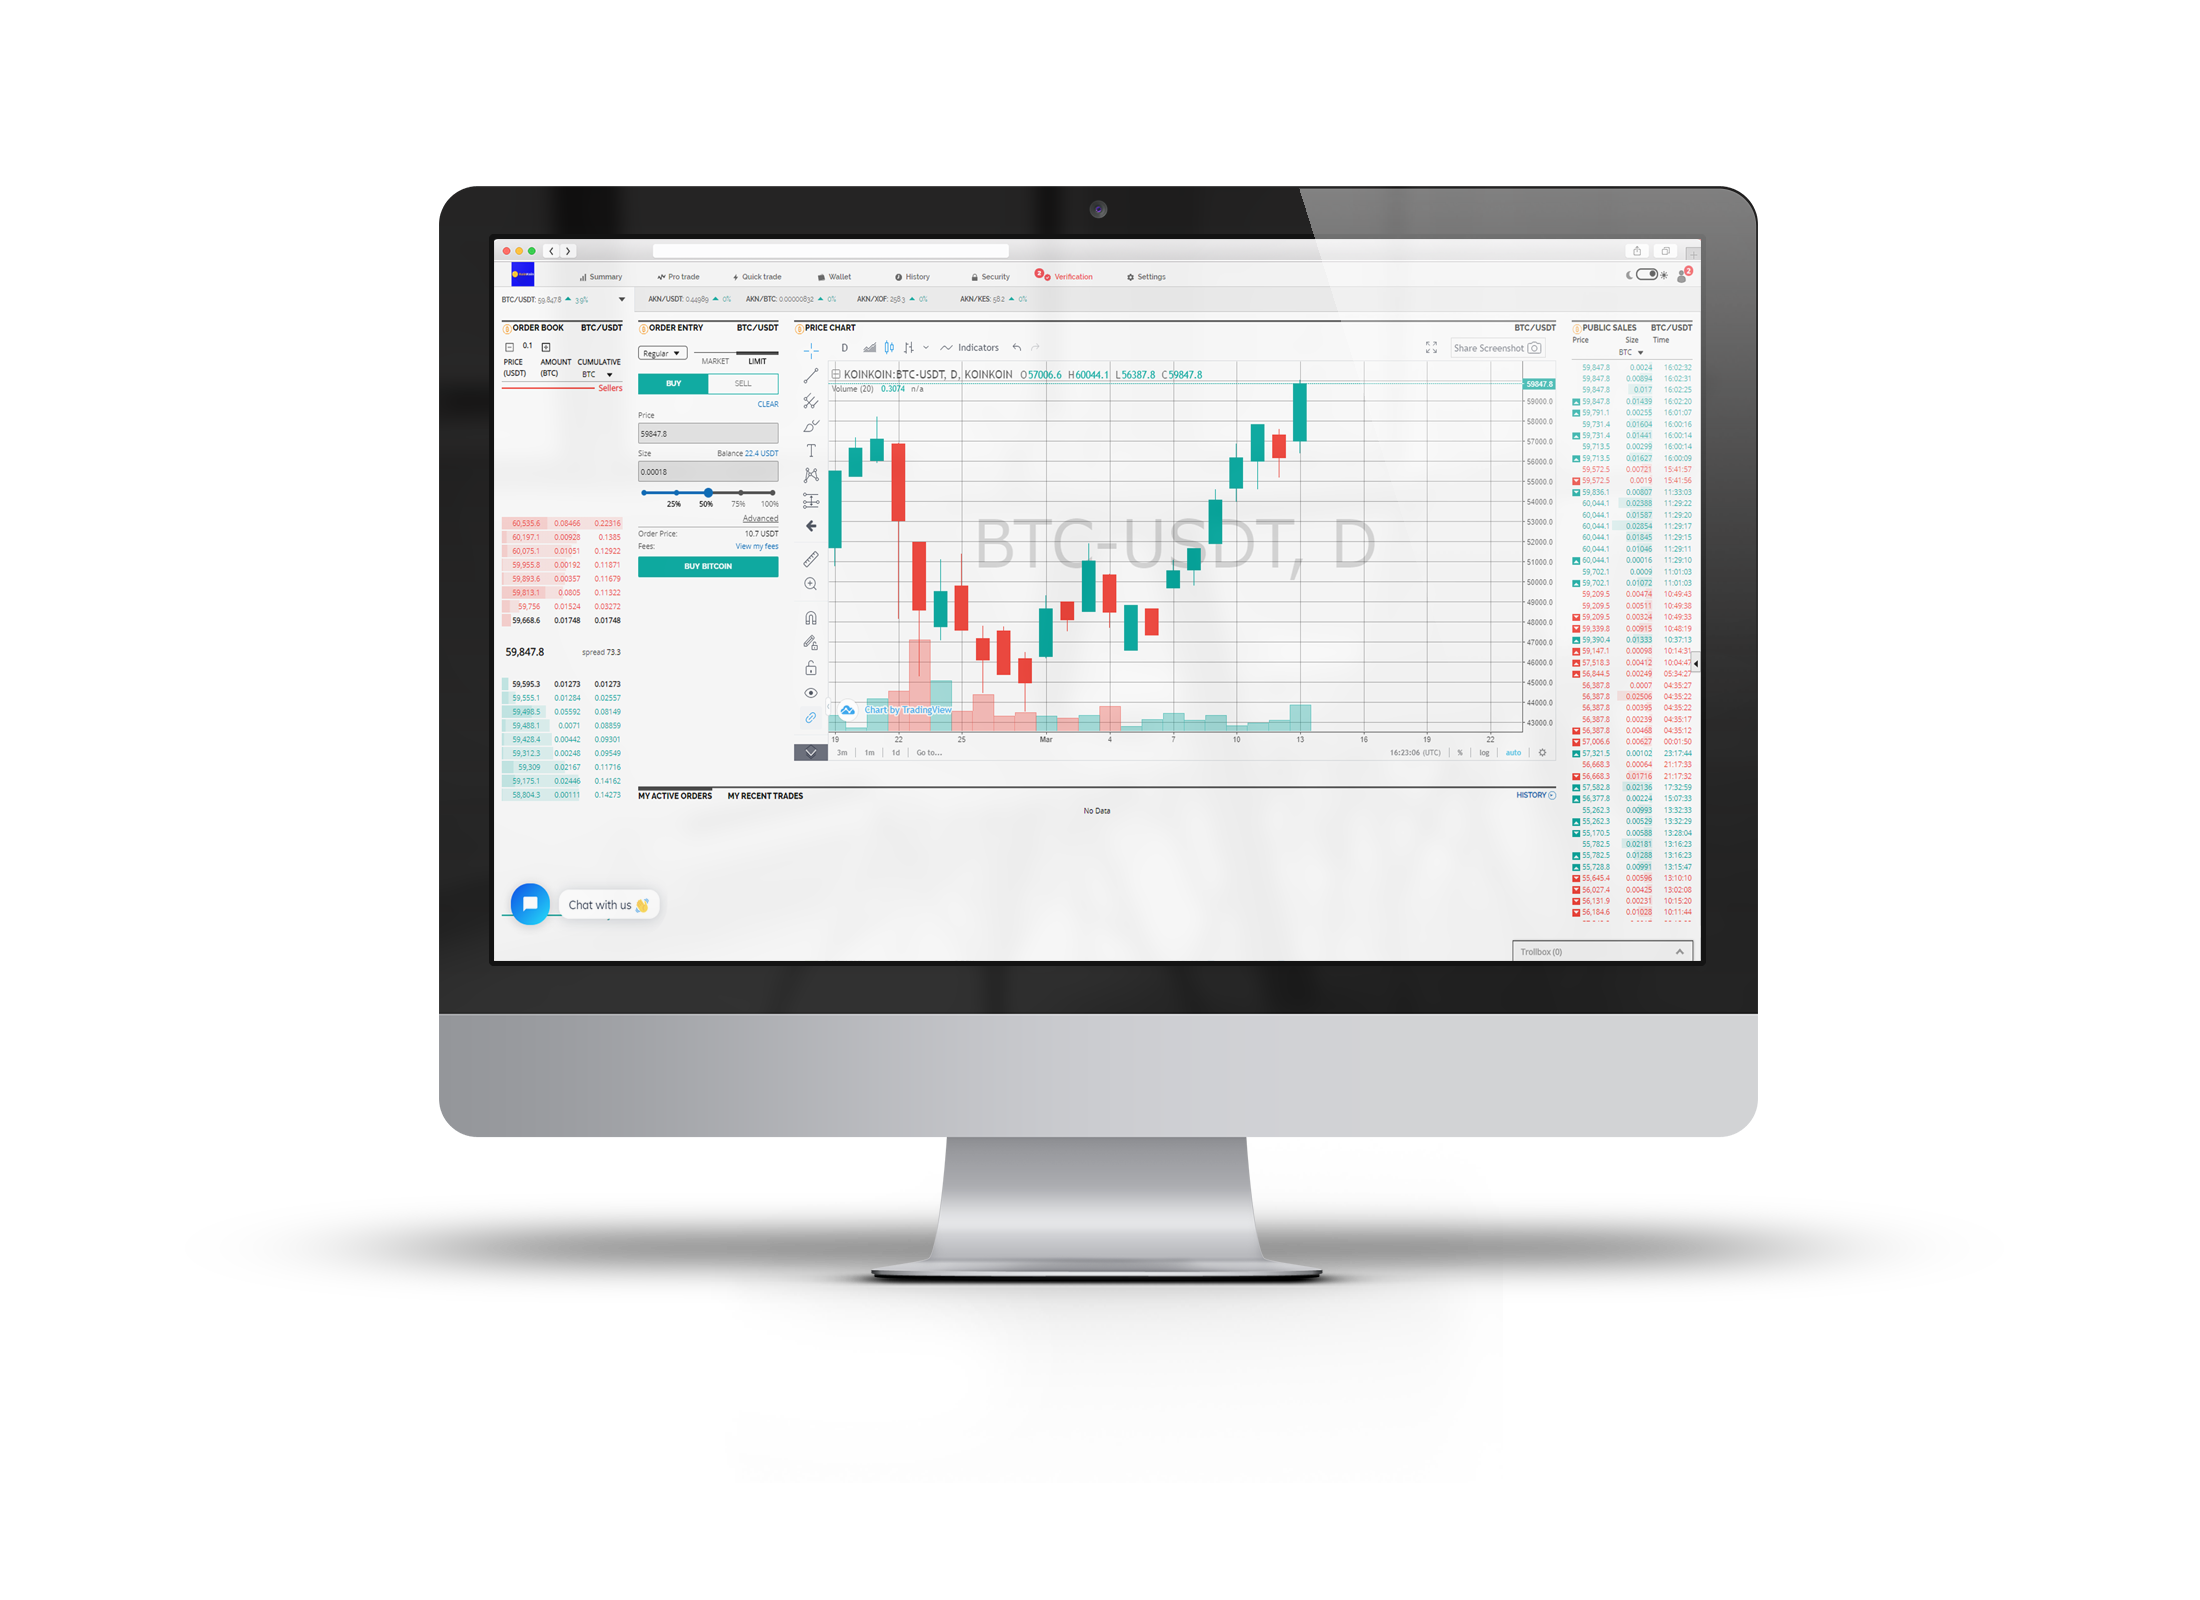 Summary Pro trade Quick trade Wallet History Security 2 Verification Settings 2
BTC/USDT: 59,847.8 3.9% AKN/USDT: 0.44989 0% AKN/BTC: 0.00000832 0% AKN/XOF: 258.3 0% AKN/KES: 58.2 0%
ORDER BOOK BTC/USDT
0.1
PRICE AMOUNT CUMULATIVE
(USDT) (BTC) BTC
Sellers
60,535.6 0.08466 0.22316
60,197.1 0.00928 0.1385
60,075.1 0.01051 0.12922
59,955.8 0.00192 0.11871
59,893.6 0.00357 0.11679
59,813.1 0.0805 0.11322
59,756 0.01524 0.03272
59,668.6 0.01748 0.01748
59,847.8 spread 73.3
59,595.3 0.01273 0.01273
59,555.1 0.01284 0.02557
59,498.5 0.05592 0.08149
59,488.1 0.0071 0.08859
59,428.4 0.00442 0.09301
59,312.3 0.00248 0.09549
59,309 0.02167 0.11716
59,175.1 0.02446 0.14162
58,804.3 0.00111 0.14273
Chat with us
ORDER ENTRY BTC/USDT
Regular MARKET LIMIT
BUY SELL
CLEAR
Price
59847.8
Size Balance 22.4 USDT
0.00018
25% 50% 75% 100%
Advanced
Order Price: 10.7 USDT
Fees: View my fees
BUY BITCOIN
PRICE CHART BTC/USDT
D Indicators Share Screenshot
KOINKOIN:BTC-USDT, D, KOINKOIN O57006.6 H60044.1 L56387.8 C59847.8
Volume (20) 0.3074 n/a
BTC-USDT, D
59847.8
59000.0
58000.0
57000.0
56000.0
55000.0
54000.0
53000.0
52000.0
51000.0
50000.0
49000.0
48000.0
47000.0
46000.0
45000.0
44000.0
43000.0
Chart by TradingView
19 22 25 Mar 4 7 10 13 16 19 22
3m 1m 1d Go to... 16:23:06 (UTC) % log auto
MY ACTIVE ORDERS MY RECENT TRADES HISTORY
No Data
PUBLIC SALES BTC/USDT
Price Size Time
BTC
59,847.8 0.0024 16:02:32
59,847.8 0.00894 16:02:31
59,847.8 0.017 16:02:25
59,847.8 0.01439 16:02:20
59,791.1 0.00255 16:01:07
59,731.4 0.01604 16:00:16
59,731.4 0.01441 16:00:14
59,713.5 0.00299 16:00:14
59,713.5 0.01627 16:00:09
59,572.5 0.00721 15:41:57
59,572.5 0.0019 15:41:56
59,836.1 0.00807 11:33:03
60,044.1 0.02388 11:29:22
60,044.1 0.01587 11:29:20
60,044.1 0.02854 11:29:17
60,044.1 0.01845 11:29:15
60,044.1 0.01046 11:29:11
60,044.1 0.00016 11:29:10
59,702.1 0.0009 11:01:03
59,702.1 0.01072 11:01:03
59,209.5 0.00474 10:49:43
59,209.5 0.00511 10:49:38
59,209.5 0.00324 10:49:33
59,339.8 0.00915 10:48:19
59,390.4 0.01333 10:37:13
59,147.1 0.00098 10:14:31
57,518.3 0.00412 10:04:47
56,844.5 0.00249 05:34:27
56,387.8 0.0007 04:35:27
56,387.8 0.02506 04:35:22
56,387.8 0.00395 04:35:22
56,387.8 0.00239 04:35:17
56,387.8 0.00468 04:35:12
57,006.6 0.00627 00:01:50
57,321.5 0.00102 23:17:44
56,668.3 0.00064 21:17:33
56,668.3 0.01716 21:17:32
57,582.8 0.02136 17:32:59
56,377.8 0.00224 15:07:33
55,262.3 0.00993 13:32:33
55,262.3 0.00529 13:32:29
55,170.5 0.00588 13:28:04
55,782.5 0.02181 13:16:23
55,782.5 0.01288 13:16:23
55,728.8 0.00991 13:15:47
55,645.4 0.00596 13:10:10
56,027.4 0.00425 13:02:08
56,131.9 0.00231 10:15:20
56,184.6 0.01028 10:11:44
Trollbox (0)